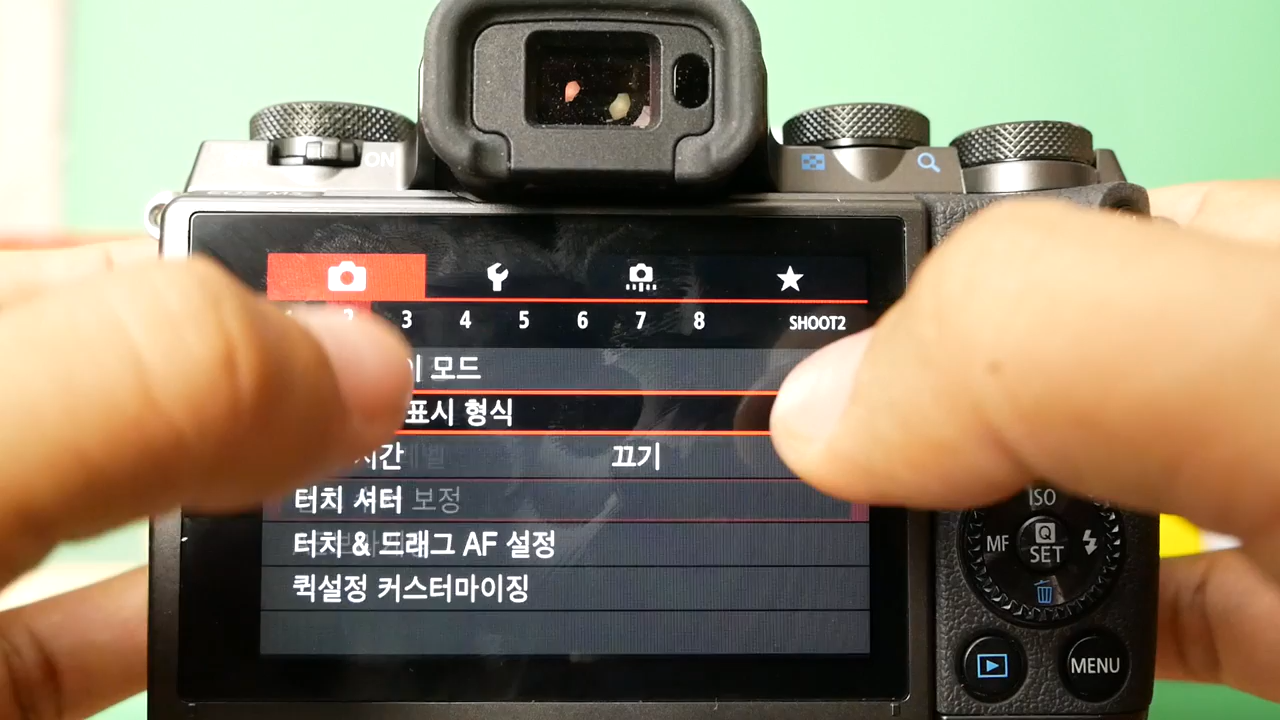 ON
3 4 5 6 7 8 SHOOT2
모드
표시 형식
시간 끄기
터치 셔터 보정
터치 & 드래그 AF 설정
퀵설정 커스터마이징
ISO
MF
Q
SET
MENU